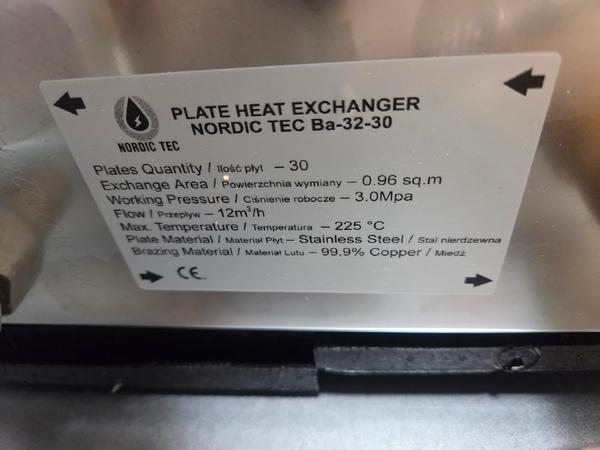 PLATE HEAT EXCHANGER
NORDIC TEC Ba-32-30
NORDIC TEC
Plates Quantity / Ilość płyt – 30
Exchange Area / Powierzchnia wymiany – 0.96 sq.m
Working Pressure / Ciśnienie robocze – 3.0Mpa
Flow / Przepływ – 12m³/h
Max. Temperature / Temperatura – 225 °C
Plate Material / Materiał Płyt – Stainless Steel / Stal nierdzewna
Brazing Material / Materiał Lutu – 99,9% Copper / Miedź
CE